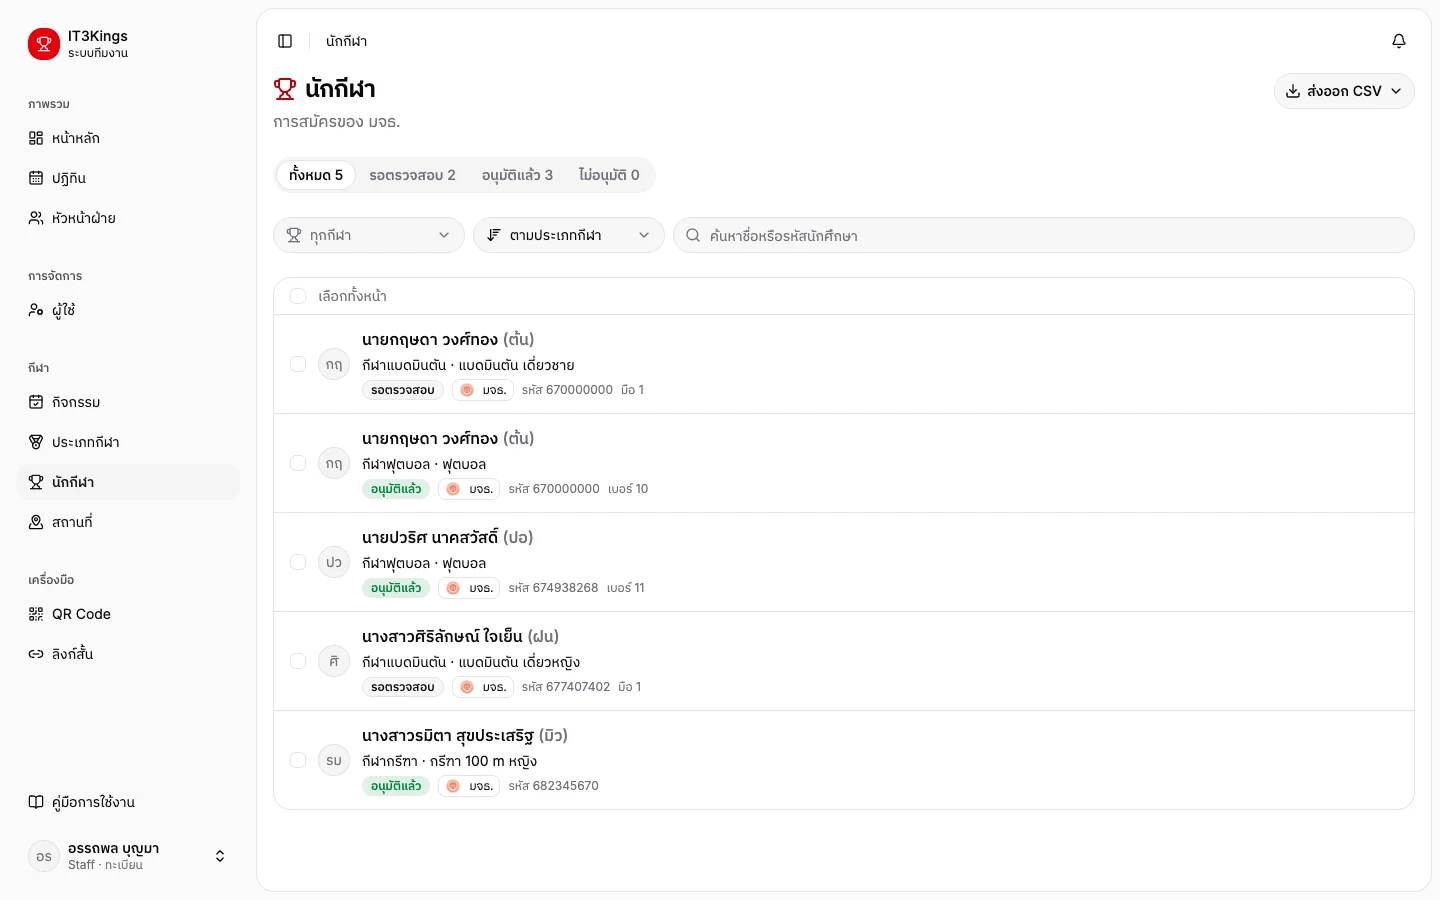 IT3Kings
ระบบทีมงาน
ภาพรวม
หน้าหลัก
ปฏิทิน
หัวหน้าฝ่าย
การจัดการ
ผู้ใช้
กีฬา
กิจกรรม
ประเภทกีฬา
นักกีฬา
สถานที่
เครื่องมือ
QR Code
ลิงก์สั้น
คู่มือการใช้งาน
อร
อรรถพล บุญมา
Staff · ทะเบียน
นักกีฬา
นักกีฬา
การสมัครของ มจธ.
ส่งออก CSV
ทั้งหมด 5 รอตรวจสอบ 2 อนุมัติแล้ว 3 ไม่อนุมัติ 0
ทุกกีฬา ตามประเภทกีฬา ค้นหาชื่อหรือรหัสนักศึกษา
เลือกทั้งหน้า
กฤ
นายกฤษดา วงศ์ทอง (ต้น)
กีฬาแบดมินตัน · แบดมินตัน เดี่ยวชาย
รอตรวจสอบ มจธ. รหัส 670000000 มือ 1
กฤ
นายกฤษดา วงศ์ทอง (ต้น)
กีฬาฟุตบอล · ฟุตบอล
อนุมัติแล้ว มจธ. รหัส 670000000 เบอร์ 10
ปว
นายปวริศ นาคสวัสดิ์ (ปอ)
กีฬาฟุตบอล · ฟุตบอล
อนุมัติแล้ว มจธ. รหัส 674938268 เบอร์ 11
ศิ
นางสาวศิริลักษณ์ ใจเย็น (ฝน)
กีฬาแบดมินตัน · แบดมินตัน เดี่ยวหญิง
รอตรวจสอบ มจธ. รหัส 677407402 มือ 1
รม
นางสาวรมิตา สุขประเสริฐ (มิว)
กีฬากรีฑา · กรีฑา 100 m หญิง
อนุมัติแล้ว มจธ. รหัส 682345670